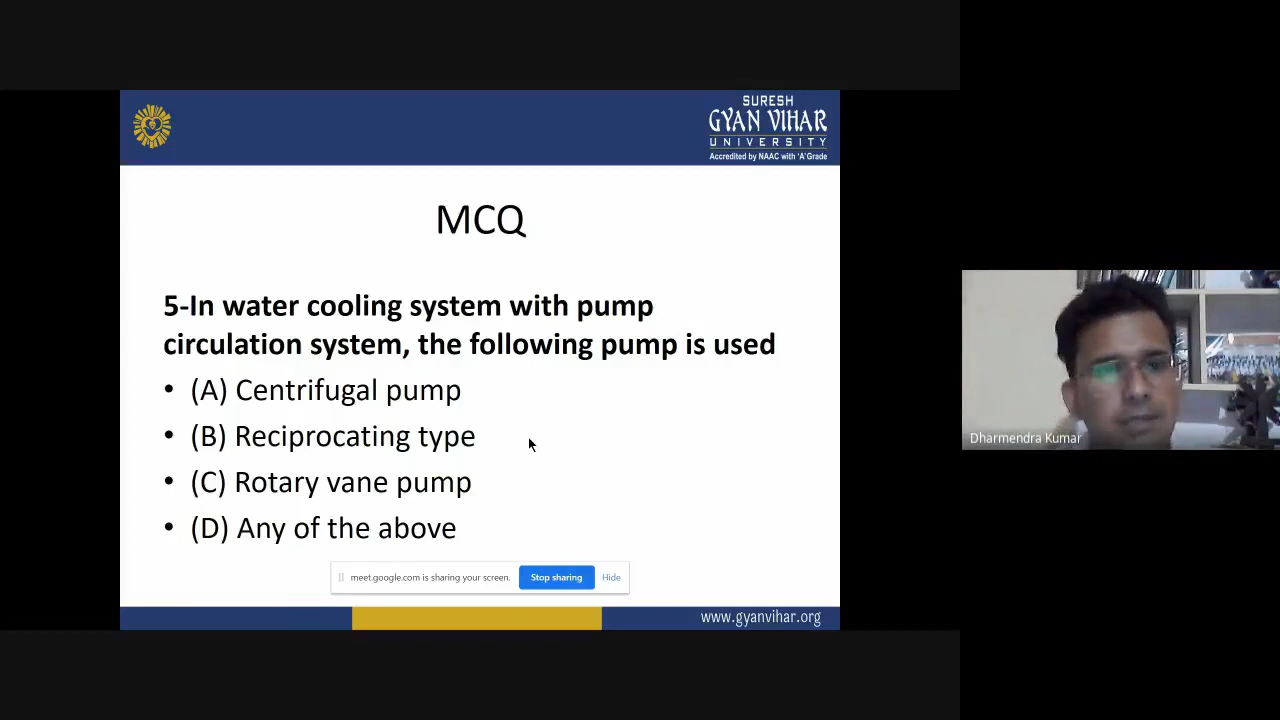 SURESH
GYAN VIHAR
UNIVERSITY
Accredited by NAAC with 'A' Grade
MCQ
5-In water cooling system with pump
circulation system, the following pump is used
• (A) Centrifugal pump
• (B) Reciprocating type
• (C) Rotary vane pump
• (D) Any of the above
meet.google.com is sharing your screen. Stop sharing Hide
www.gyanvihar.org
Dharmendra Kumar